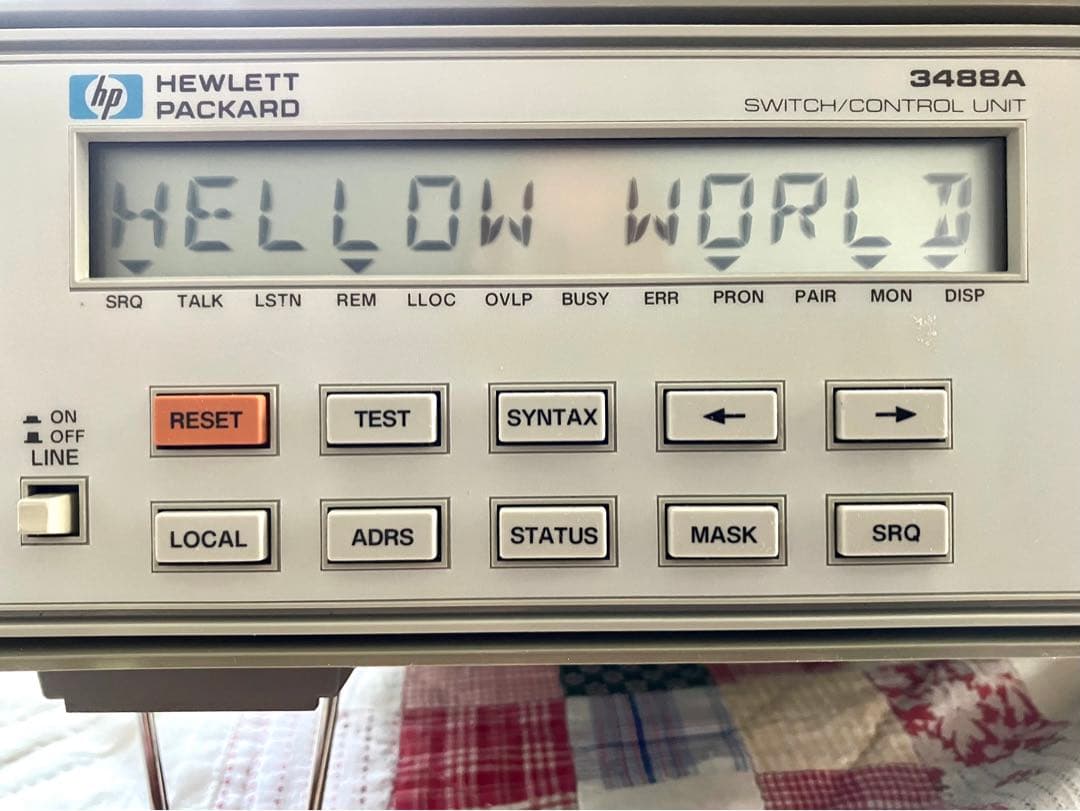 hp HEWLETT
PACKARD
3488A
SWITCH/CONTROL UNIT
HELLOW WORLD
SRQ TALK LSTN REM LLOC OVLP BUSY ERR PRON PAIR MON DISP
ON
OFF
LINE
RESET TEST SYNTAX ← →
LOCAL ADRS STATUS MASK SRQ